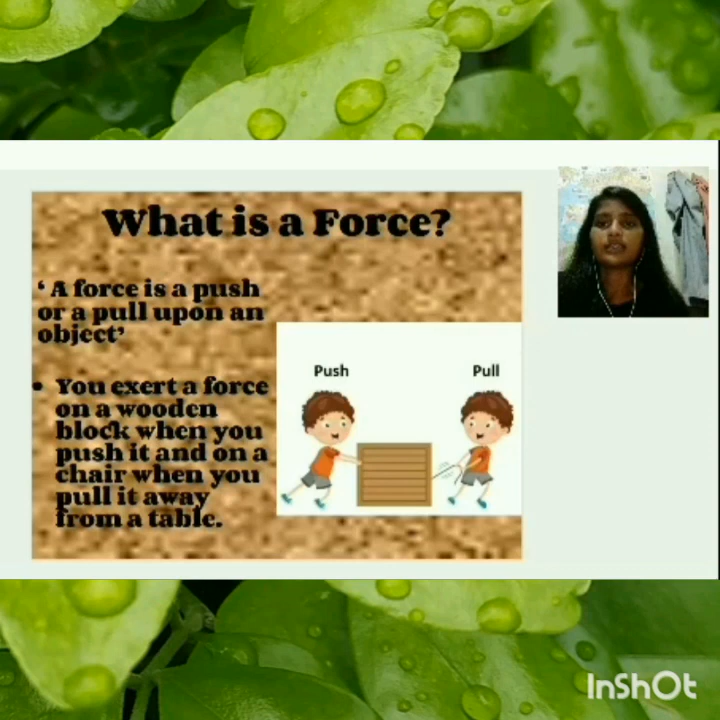 What is a Force?
‘ A force is a push
or a pull upon an
object’
• You exert a force
on a wooden
block when you
push it and on a
chair when you
pull it away
from a table.
Push
Pull
InShOt